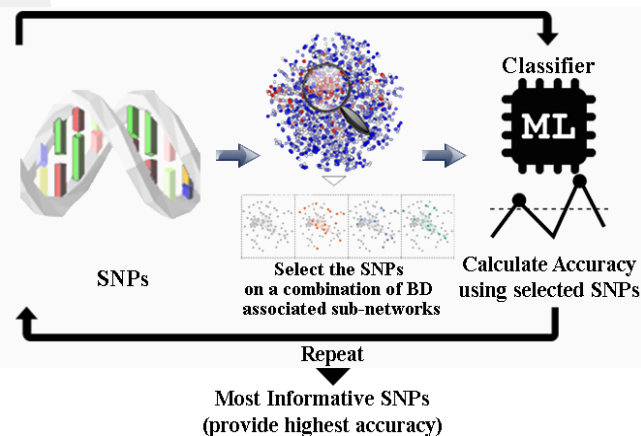 SNPs
Select the SNPs
on a combination of BD
associated sub-networks
Classifier
ML
Calculate Accuracy
using selected SNPs
Repeat
Most Informative SNPs
(provide highest accuracy)